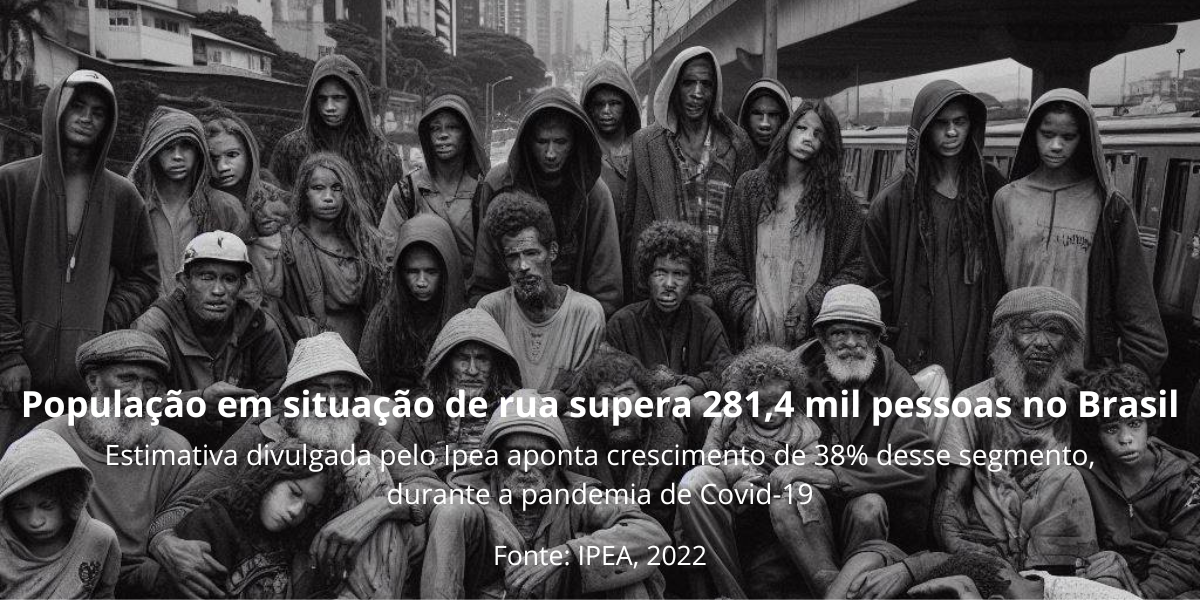 População em situação de rua supera 281,4 mil pessoas no Brasil
Estimativa divulgada pelo Ipea aponta crescimento de 38% desse segmento,
durante a pandemia de Covid-19
Fonte: IPEA, 2022